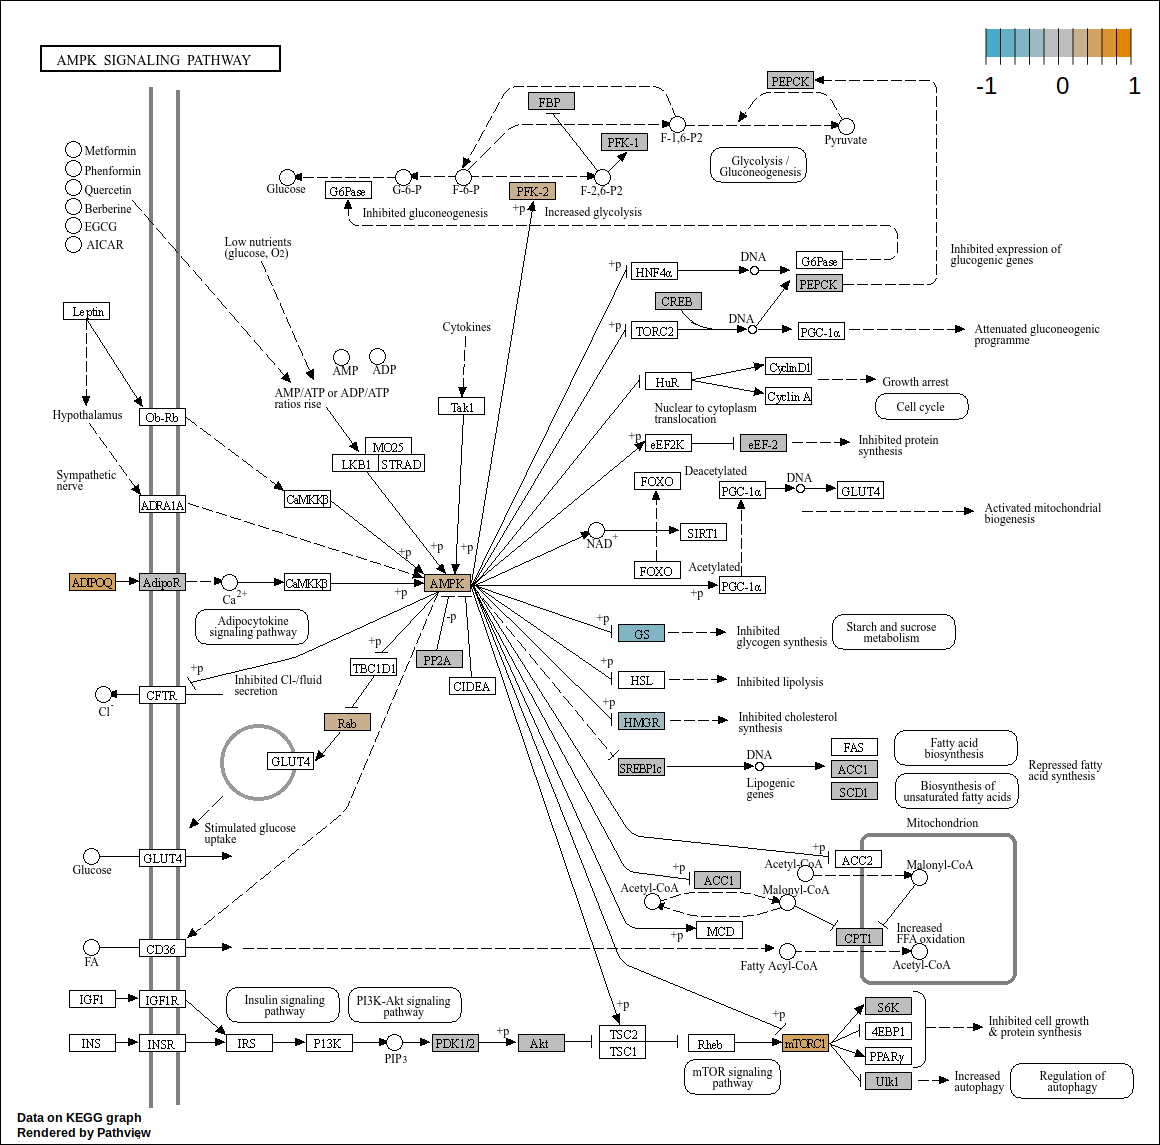 AMPK SIGNALING PATHWAY
-1 0 1
PEPCK
FBP
PFK-1
F-1,6-P2
Pyruvate
Glycolysis /
Gluconeogenesis
Metformin
Phenformin
Quercetin
Berberine
EGCG
AICAR
Glucose
G6Pase
G-6-P
F-6-P
PFK-2
F-2,6-P2
+p
Inhibited gluconeogenesis
Increased glycolysis
Low nutrients
(glucose, O2)
+p
HNF4α
DNA
G6Pase
PEPCK
Inhibited expression of
glucogenic genes
CREB
+p
TORC2
DNA
PGC-1α
Attenuated gluconeogenic
programme
Leptin
Cytokines
AMP
ADP
AMP/ATP or ADP/ATP
ratios rise
HuR
CyclinD1
Cyclin A
Growth arrest
Cell cycle
Nuclear to cytoplasm
translocation
Hypothalamus
Ob-Rb
Tak1
MO25
LKB1
STRAD
+p
eEF2K
eEF-2
Inhibited protein
synthesis
Sympathetic
nerve
ADRA1A
CaMKKβ
FOXO
Deacetylated
PGC-1α
DNA
GLUT4
Activated mitochondrial
biogenesis
NAD+
SIRT1
+p
+p
+p
FOXO
Acetylated
PGC-1α
+p
ADIPOQ
AdipoR
Ca2+
CaMKKβ
+p
AMPK
Adipocytokine
signaling pathway
-p
+p
GS
Inhibited
glycogen synthesis
Starch and sucrose
metabolism
+p
TBC1D1
PP2A
CIDEA
+p
HSL
Inhibited lipolysis
+p
CFTR
Cl-
Inhibited Cl-/fluid
secretion
+p
HMGR
Inhibited cholesterol
synthesis
Rab
GLUT4
SREBP1c
DNA
Lipogenic
genes
FAS
ACC1
SCD1
Fatty acid
biosynthesis
Biosynthesis of
unsaturated fatty acids
Repressed fatty
acid synthesis
Stimulated glucose
uptake
Glucose
GLUT4
Mitochondrion
+p
ACC2
Acetyl-CoA
Malonyl-CoA
+p
ACC1
Acetyl-CoA
Malonyl-CoA
MCD
+p
CPT1
Increased
FFA oxidation
FA
CD36
Fatty Acyl-CoA
Acetyl-CoA
IGF1
IGF1R
Insulin signaling
pathway
PI3K-Akt signaling
pathway
+p
+p
INS
INSR
IRS
P13K
PIP3
PDK1/2
+p
Akt
TSC2
TSC1
Rheb
mTORC1
S6K
4EBP1
PPARγ
Ulk1
Inhibited cell growth
& protein synthesis
mTOR signaling
pathway
Increased
autophagy
Regulation of
autophagy
Data on KEGG graph
Rendered by Pathview